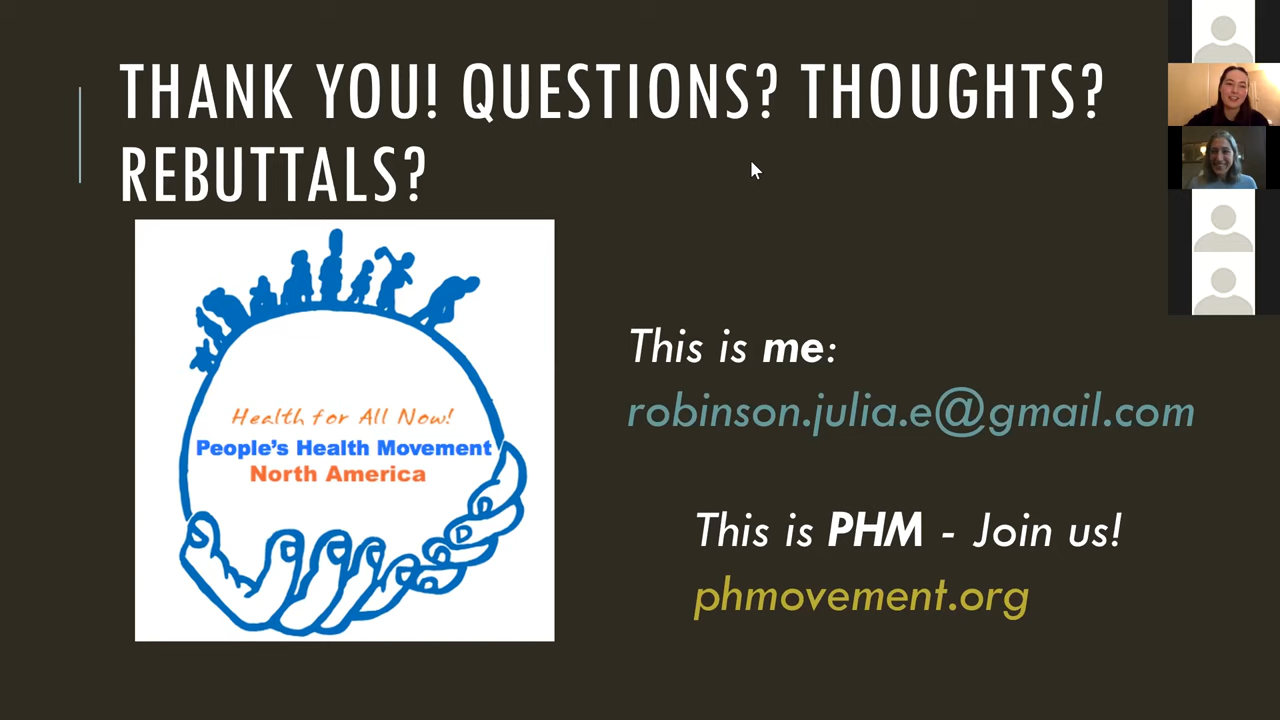 THANK YOU! QUESTIONS? THOUGHTS?
REBUTTALS?
Health for All Now!
People's Health Movement
North America
This is me:
robinson.julia.e@gmail.com
This is PHM - Join us!
phmovement.org